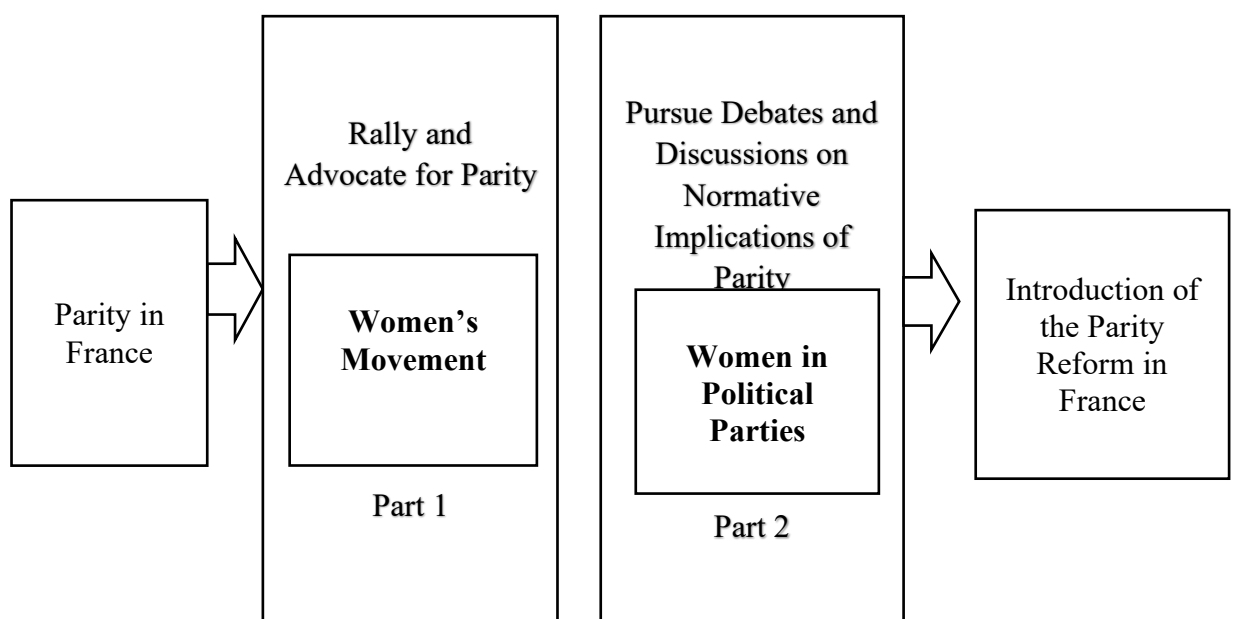 Parity in
France
Rally and
Advocate for Parity
Women’s
Movement
Part 1
Pursue Debates and
Discussions on
Normative
Implications of
Parity
Women in
Political
Parties
Part 2
Introduction of
the Parity
Reform in
France